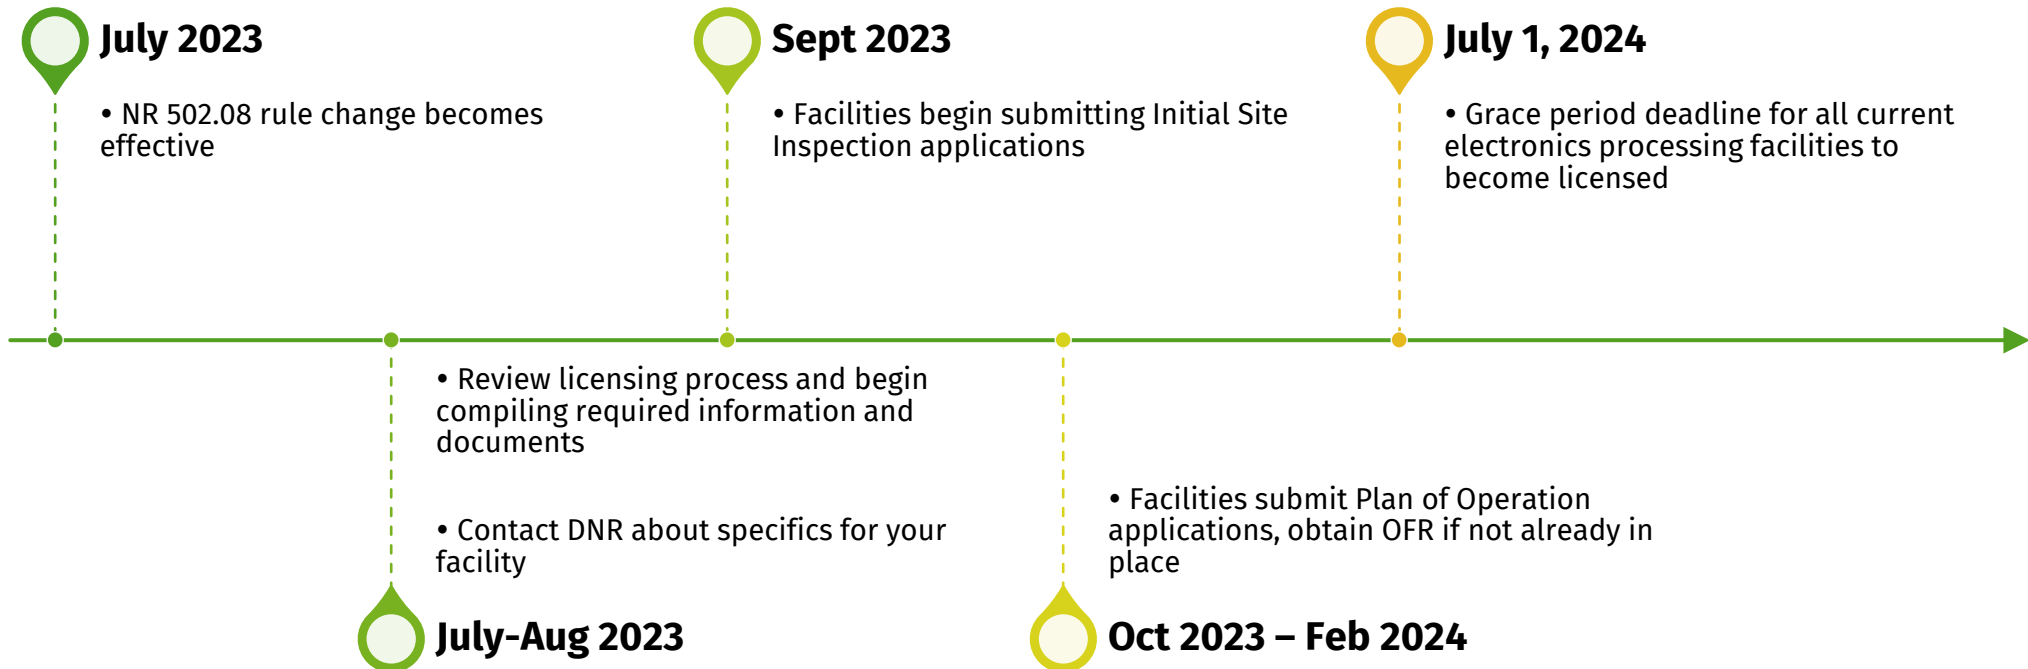 July 2023
• NR 502.08 rule change becomes
effective
• Review licensing process and begin
compiling required information and
documents
• Contact DNR about specifics for your
facility
July-Aug 2023
Sept 2023
• Facilities begin submitting Initial Site
Inspection applications
• Facilities submit Plan of Operation
applications, obtain OFR if not already in
place
Oct 2023 – Feb 2024
July 1, 2024
• Grace period deadline for all current
electronics processing facilities to
become licensed